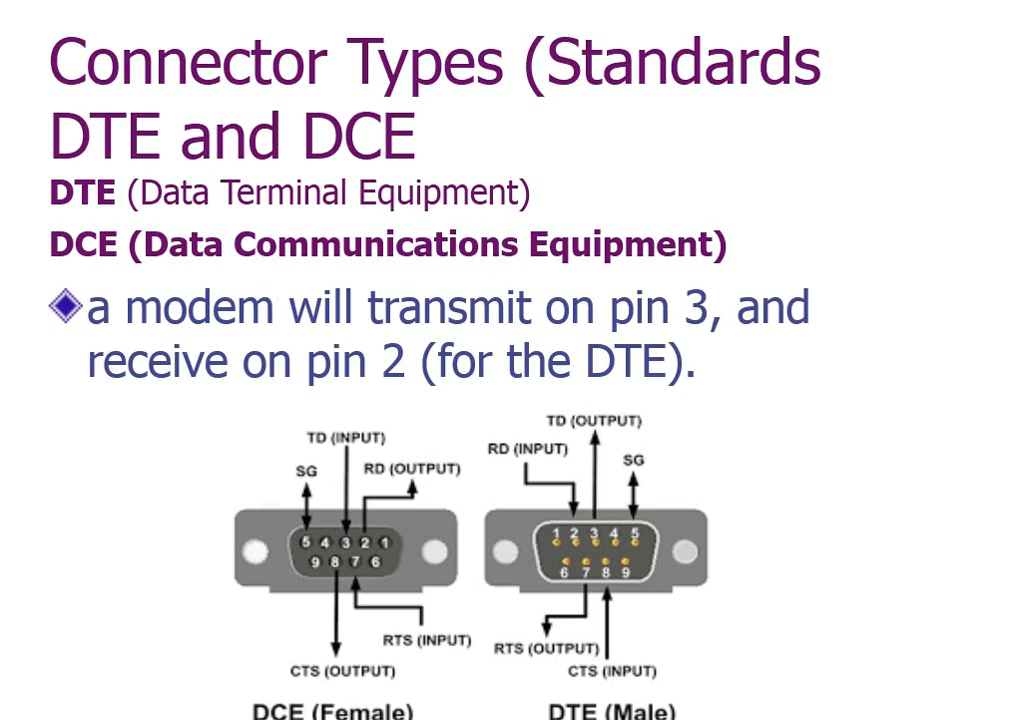 Connector Types (Standards
DTE and DCE
DTE (Data Terminal Equipment)
DCE (Data Communications Equipment)
a modem will transmit on pin 3, and
receive on pin 2 (for the DTE).
TD (INPUT)
SG
RD (OUTPUT)
5 4 3 2 1
9 8 7 6
RTS (INPUT)
CTS (OUTPUT)
DCE (Female)
TD (OUTPUT)
RD (INPUT)
SG
1 2 3 4 5
6 7 8 9
RTS (OUTPUT)
CTS (INPUT)
DTE (Male)